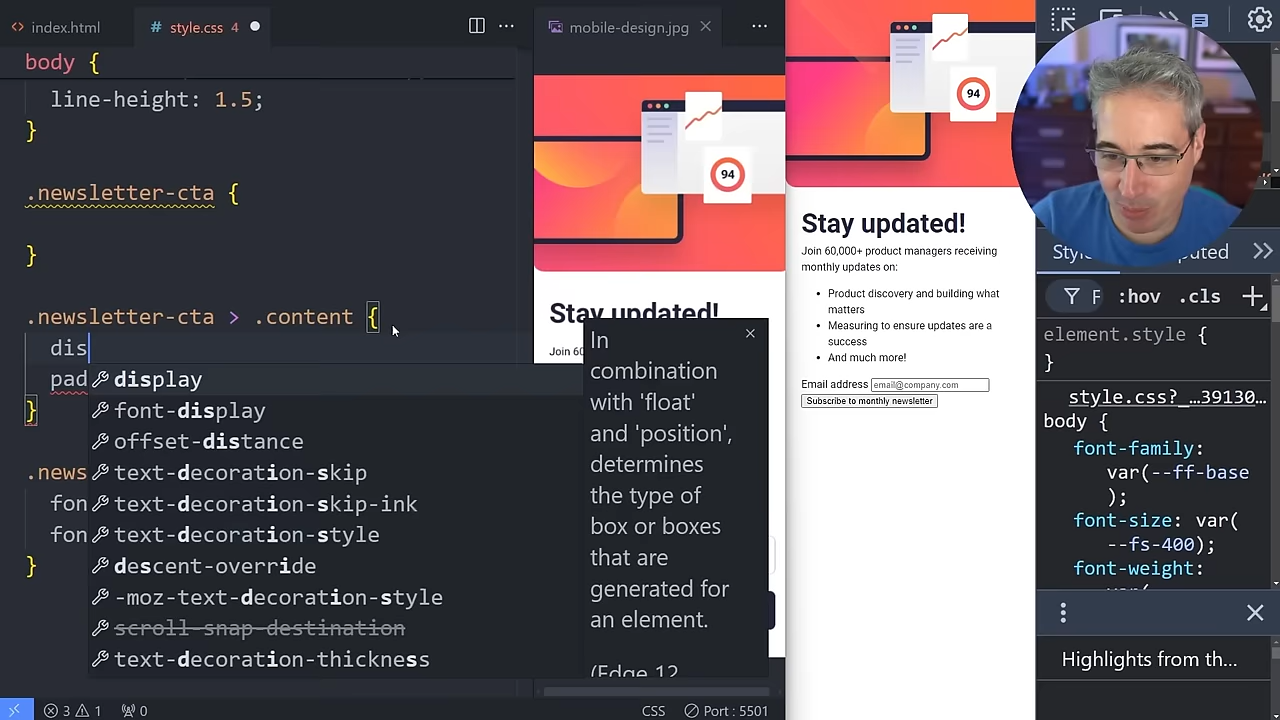 index.html
style.css 4
mobile-design.jpg
body {
line-height: 1.5;
}
.newsletter-cta {
}
.newsletter-cta > .content {
dis
pad
}
.news
fon
fon
}
display
font-display
offset-distance
text-decoration-skip
text-decoration-skip-ink
text-decoration-style
descent-override
-moz-text-decoration-style
scroll-snap-destination
text-decoration-thickness
In
combination
with 'float'
and 'position',
determines
the type of
box or boxes
that are
generated for
an element.
(Edge 12
94
Stay updated!
Join 60
94
Stay updated!
Join 60,000+ product managers receiving
monthly updates on:
Product discovery and building what
matters
Measuring to ensure updates are a
success
And much more!
Email address email@company.com
Subscribe to monthly newsletter
F :hov .cls
element.style {
}
style.css?_…39130…
body {
font-family:
var(--ff-base
);
font-size: var(
--fs-400);
font-weight:
Highlights from th...
3 1 0
CSS Port : 5501